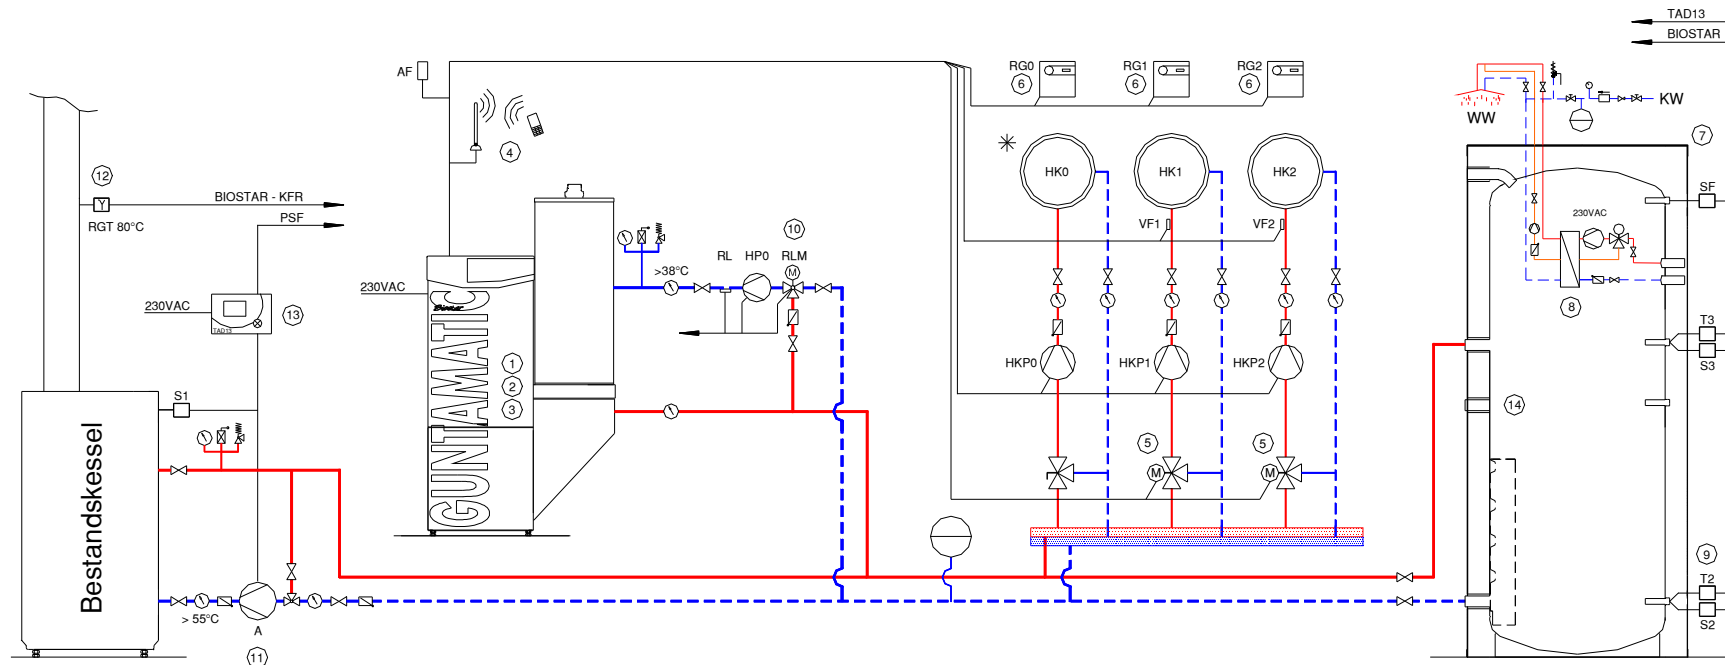 TAD13
BIOSTAR
AF
RG0
6
RG1
6
RG2
6
4
KW
WW
7
12
BIOSTAR - KFR
RGT 80°C
PSF
HK0
HK1
HK2
SF
VF1
VF2
10
RL
HP0
RLM
M
>38°C
230VAC
230VAC
8
230VAC
TAD13
13
Biostar
GUNTAMATIC
1
2
3
HKP0
HKP1
HKP2
T3
S3
S1
14
5
5
M
M
Bestandskessel
9
T2
S2
> 55°C
A
11
Y